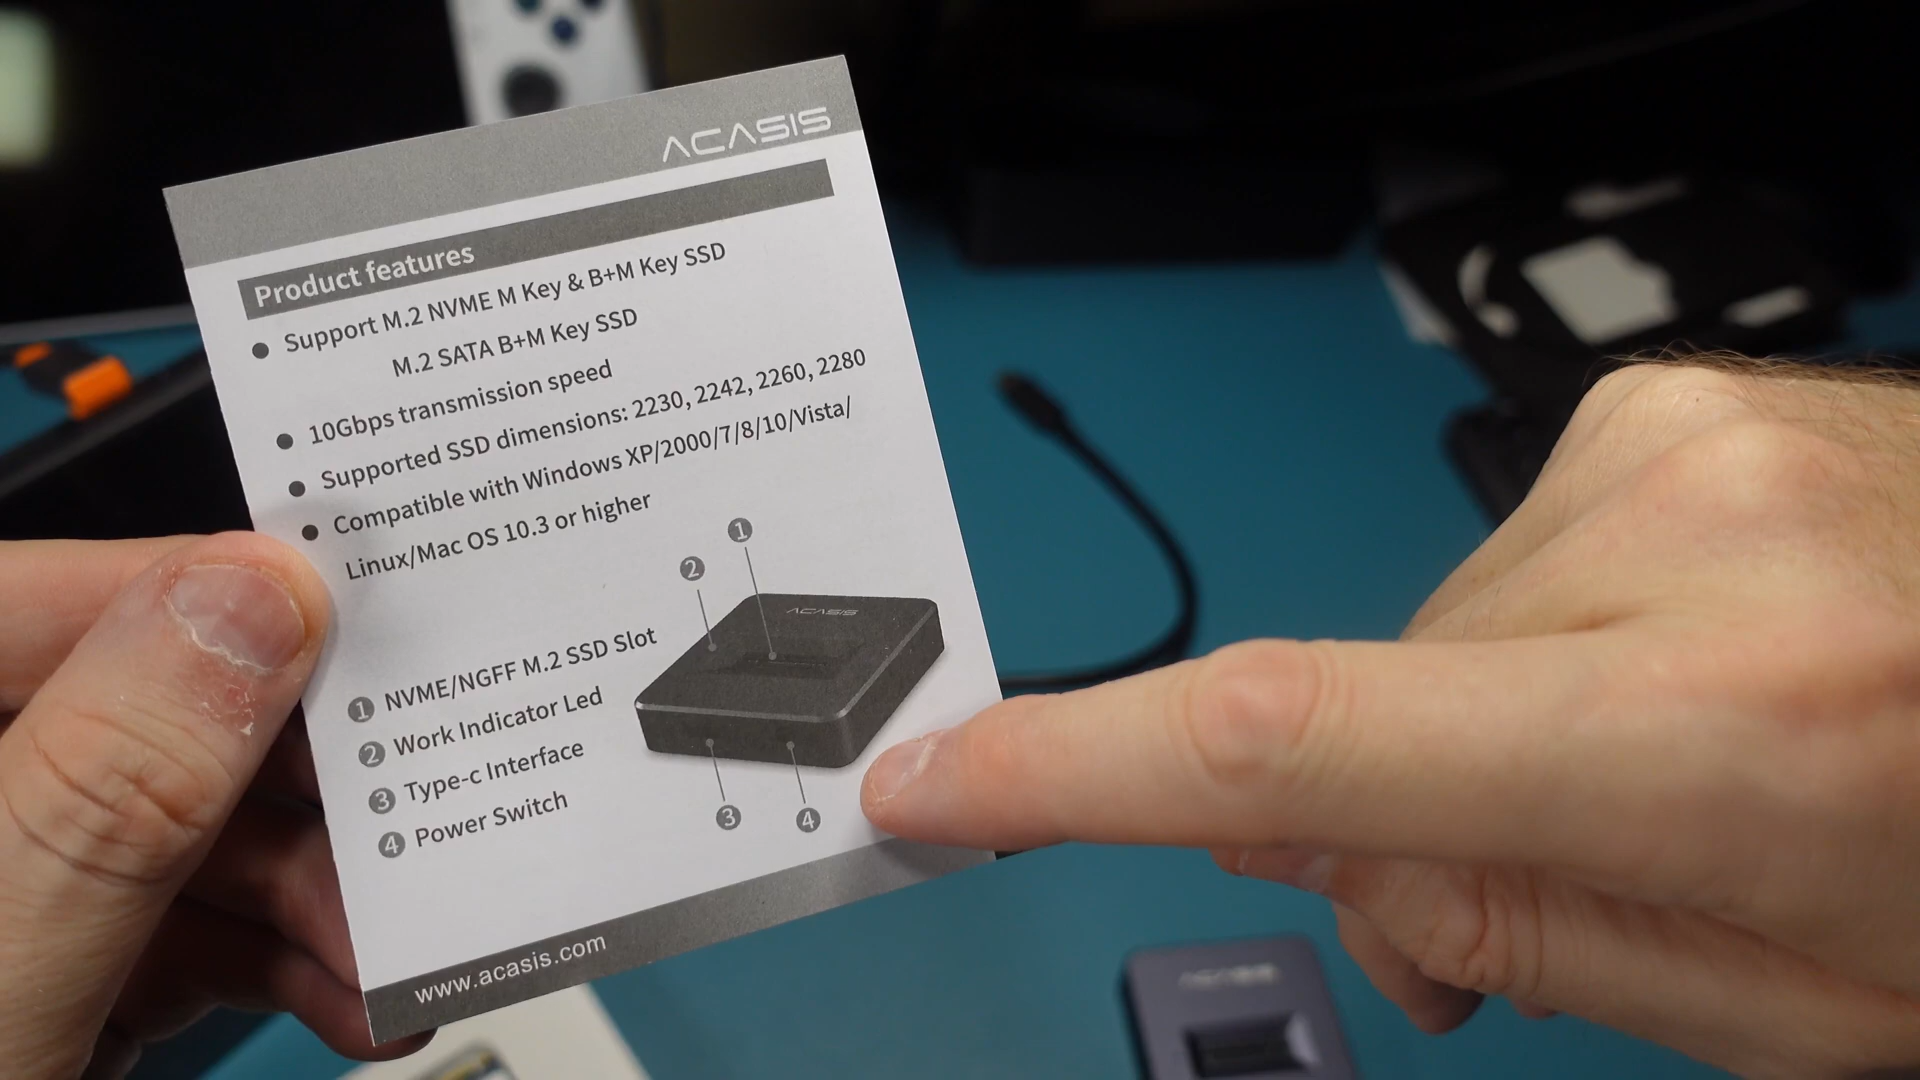 ACASIS
Product features
● Support M.2 NVME M Key & B+M Key SSD
M.2 SATA B+M Key SSD
● 10Gbps transmission speed
● Supported SSD dimensions: 2230, 2242, 2260, 2280
● Compatible with Windows XP/2000/7/8/10/Vista/
Linux/Mac OS 10.3 or higher
1
2
ACASIS
1 NVME/NGFF M.2 SSD Slot
2 Work Indicator Led
3 Type-c Interface
4 Power Switch
3
4
www.acasis.com
ACASIS